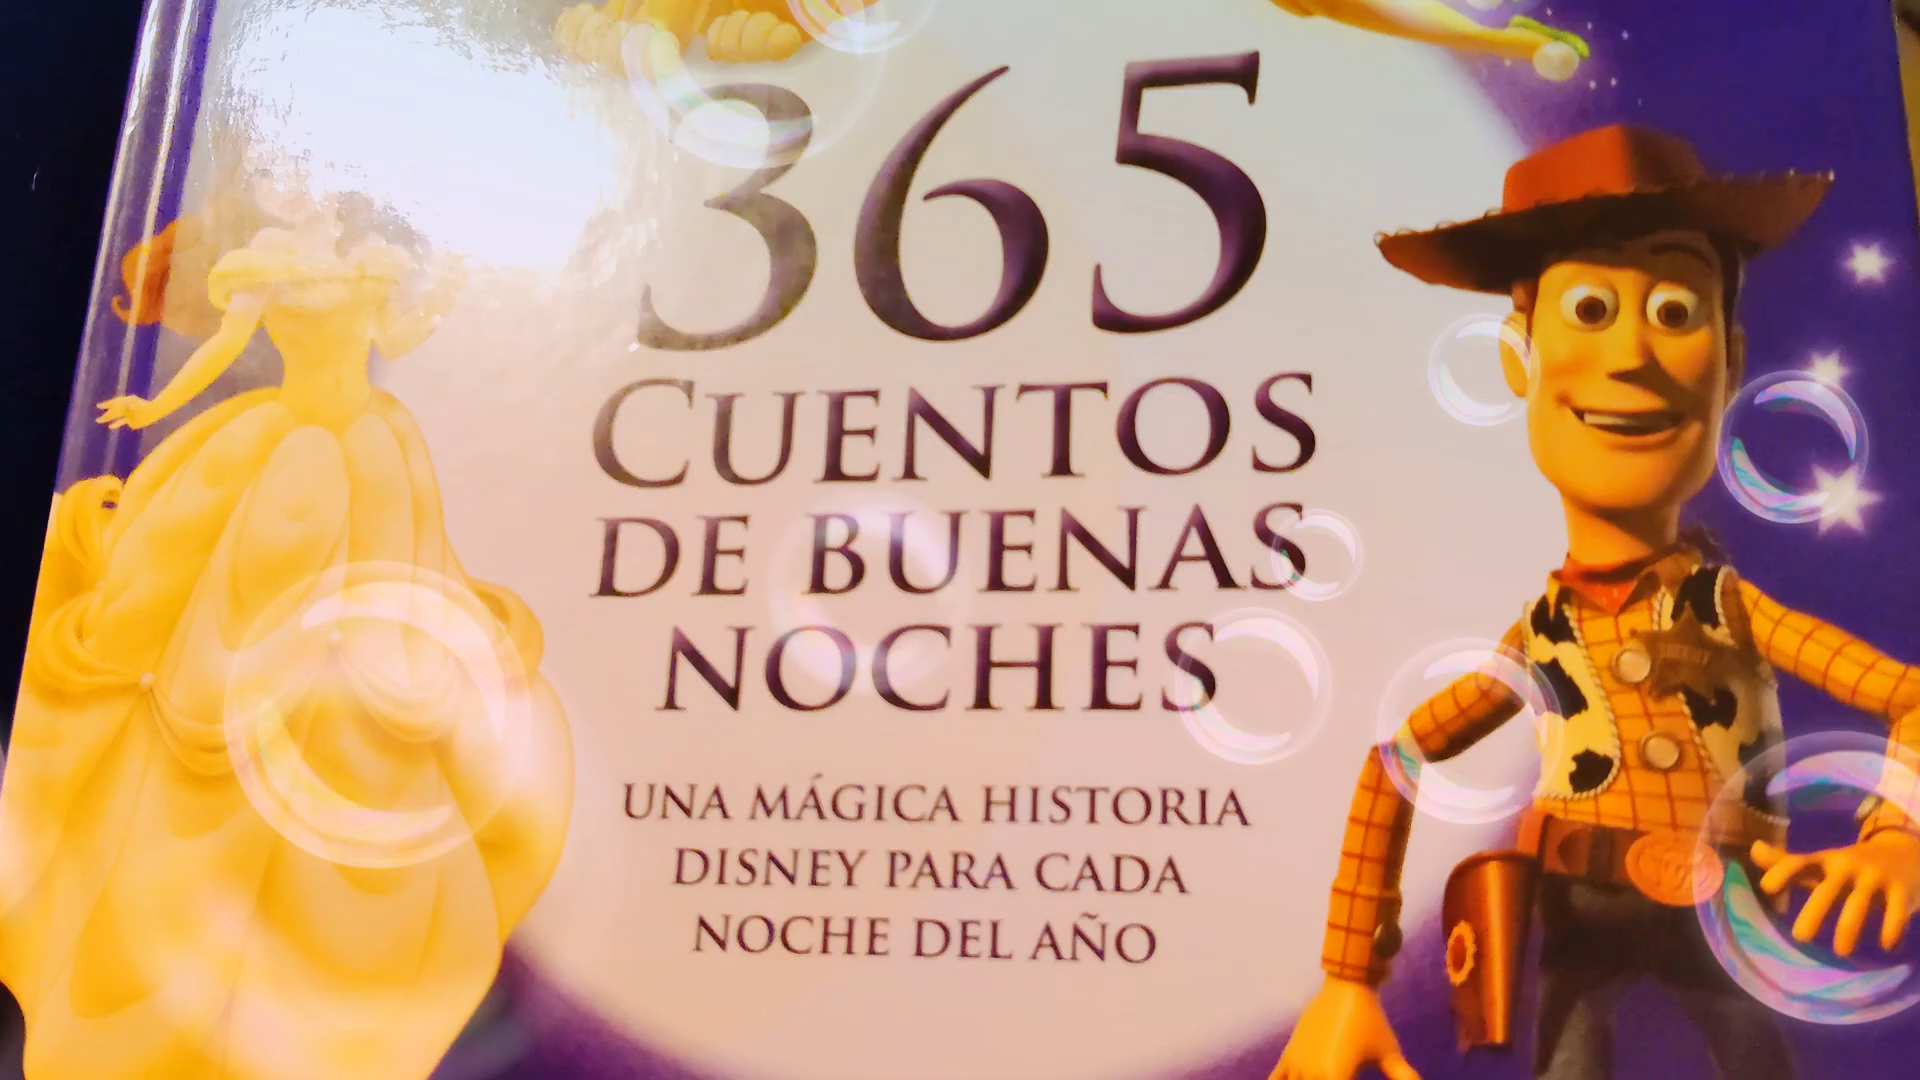 365
CUENTOS
DE BUENAS
NOCHES
UNA MÁGICA HISTORIA
DISNEY PARA CADA
NOCHE DEL AÑO